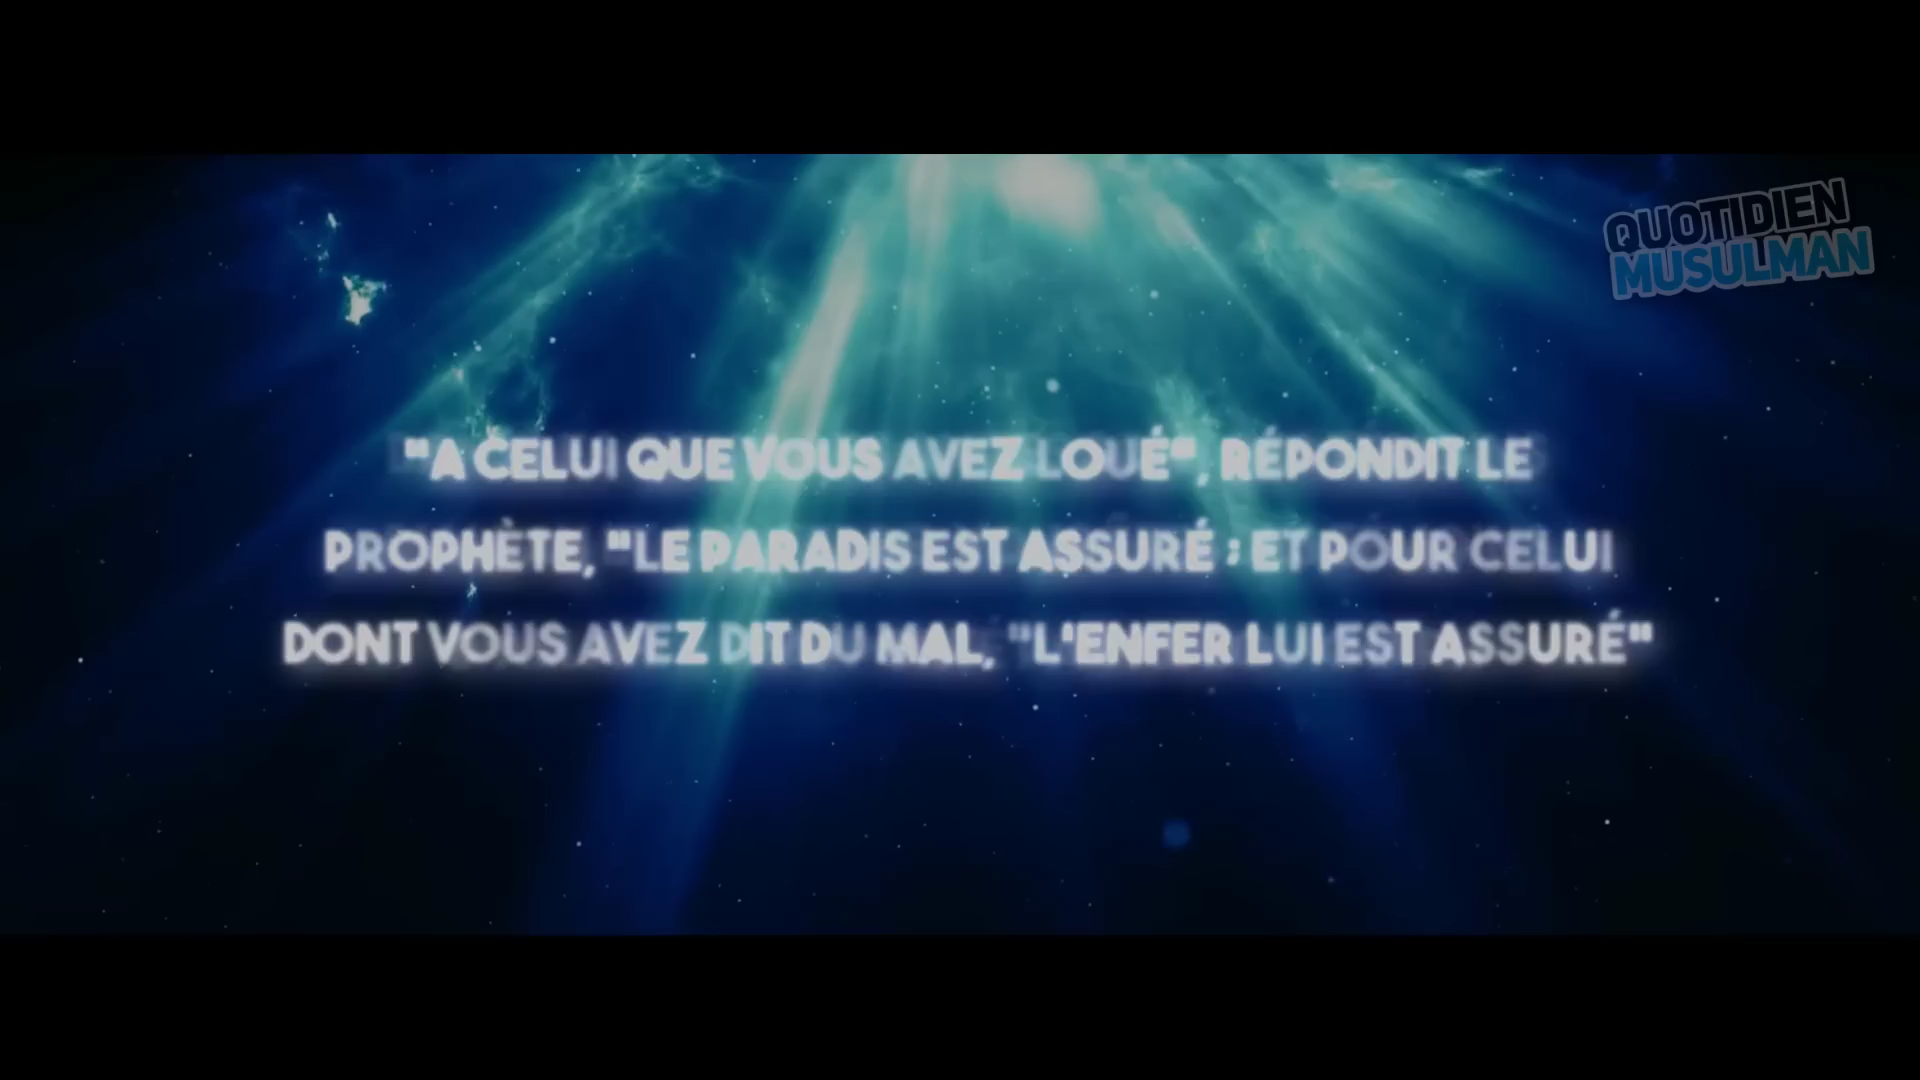 QUOTIDIEN
MUSULMAN
"A CELUI QUE VOUS AVEZ LOUÉ", RÉPONDIT LE
PROPHÈTE, "LE PARADIS EST ASSURÉ ; ET POUR CELUI
DONT VOUS AVEZ DIT DU MAL, "L'ENFER LUI EST ASSURÉ"